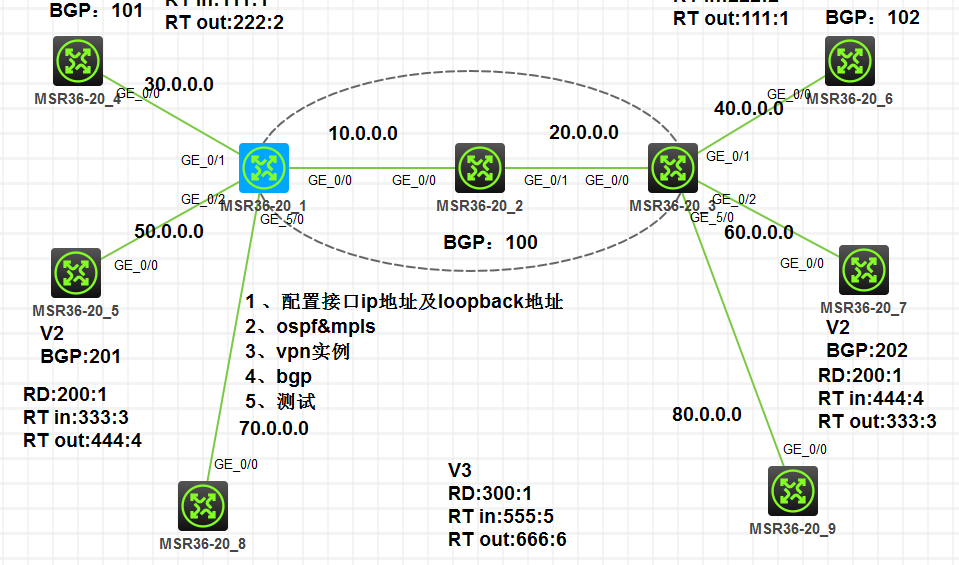 BGP：101
RT in:111:1
RT out:222:2
RT out:111:1
BGP：102
MSR36-20_4
GE_0/0
30.0.0.0
GE_0/0
MSR36-20_6
40.0.0.0
10.0.0.0
20.0.0.0
GE_0/1
GE_0/1
GE_0/0
GE_0/0
GE_0/1
GE_0/0
GE_0/2
MSR36-20_1
MSR36-20_2
MSR36-20_3
GE_0/2
GE_5/0
GE_5/0
50.0.0.0
60.0.0.0
BGP：100
GE_0/0
GE_0/0
MSR36-20_5
MSR36-20_7
V2
BGP:201
V2
BGP:202
1 、配置接口ip地址及loopback地址
2、ospf&mpls
3、vpn实例
4、bgp
5、测试
RD:200:1
RT in:333:3
RT out:444:4
RD:200:1
RT in:444:4
RT out:333:3
70.0.0.0
80.0.0.0
GE_0/0
GE_0/0
V3
RD:300:1
RT in:555:5
RT out:666:6
MSR36-20_8
MSR36-20_9